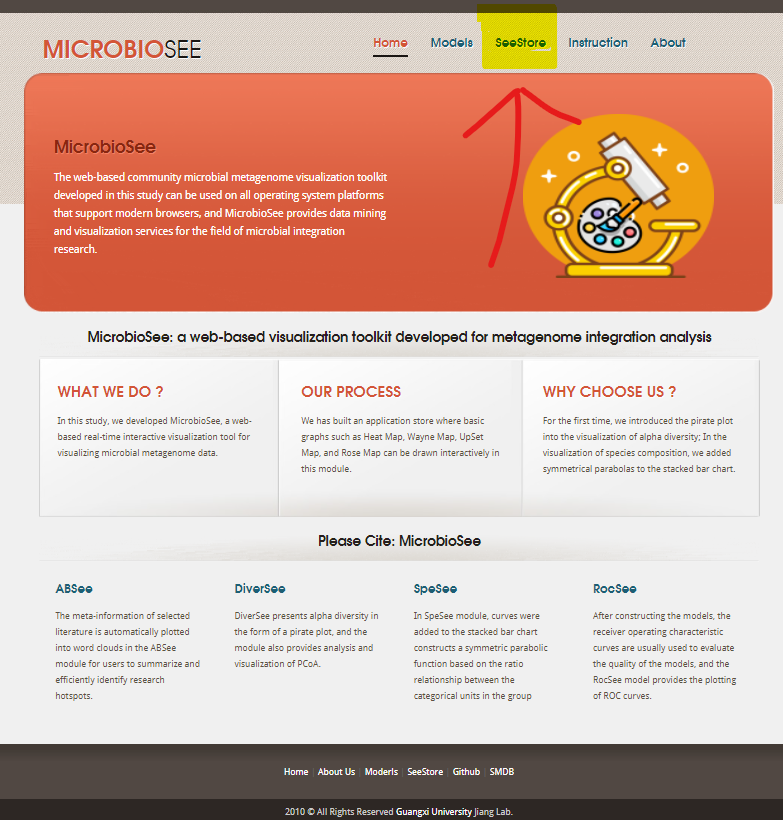 MICROBIOSEE
Home Models SeeStore Instruction About
MicrobioSee
The web-based community microbial metagenome visualization toolkit
developed in this study can be used on all operating system platforms
that support modern browsers, and MicrobioSee provides data mining
and visualization services for the field of microbial integration
research.
MicrobioSee: a web-based visualization toolkit developed for metagenome integration analysis
WHAT WE DO ?
In this study, we developed MicrobioSee, a web-
based real-time interactive visualization tool for
visualizing microbial metagenome data.
OUR PROCESS
We has built an application store where basic
graphs such as Heat Map, Wayne Map, UpSet
Map, and Rose Map can be drawn interactively in
this module.
WHY CHOOSE US ?
For the first time, we introduced the pirate plot
into the visualization of alpha diversity; In the
visualization of species composition, we added
symmetrical parabolas to the stacked bar chart.
Please Cite: MicrobioSee
ABSee
The meta-information of selected
literature is automatically plotted
into word clouds in the ABSee
module for users to summarize and
efficiently identify research
hotspots.
DiverSee
DiverSee presents alpha diversity in
the form of a pirate plot, and the
module also provides analysis and
visualization of PCoA.
SpeSee
In SpeSee module, curves were
added to the stacked bar chart
constructs a symmetric parabolic
function based on the ratio
relationship between the
categorical units in the group
RocSee
After constructing the models, the
receiver operating characteristic
curves are usually used to evaluate
the quality of the models, and the
RocSee model provides the plotting
of ROC curves.
Home | About Us | Moderls | SeeStore | Github | SMDB
2010 © All Rights Reserved Guangxi University Jiang Lab.